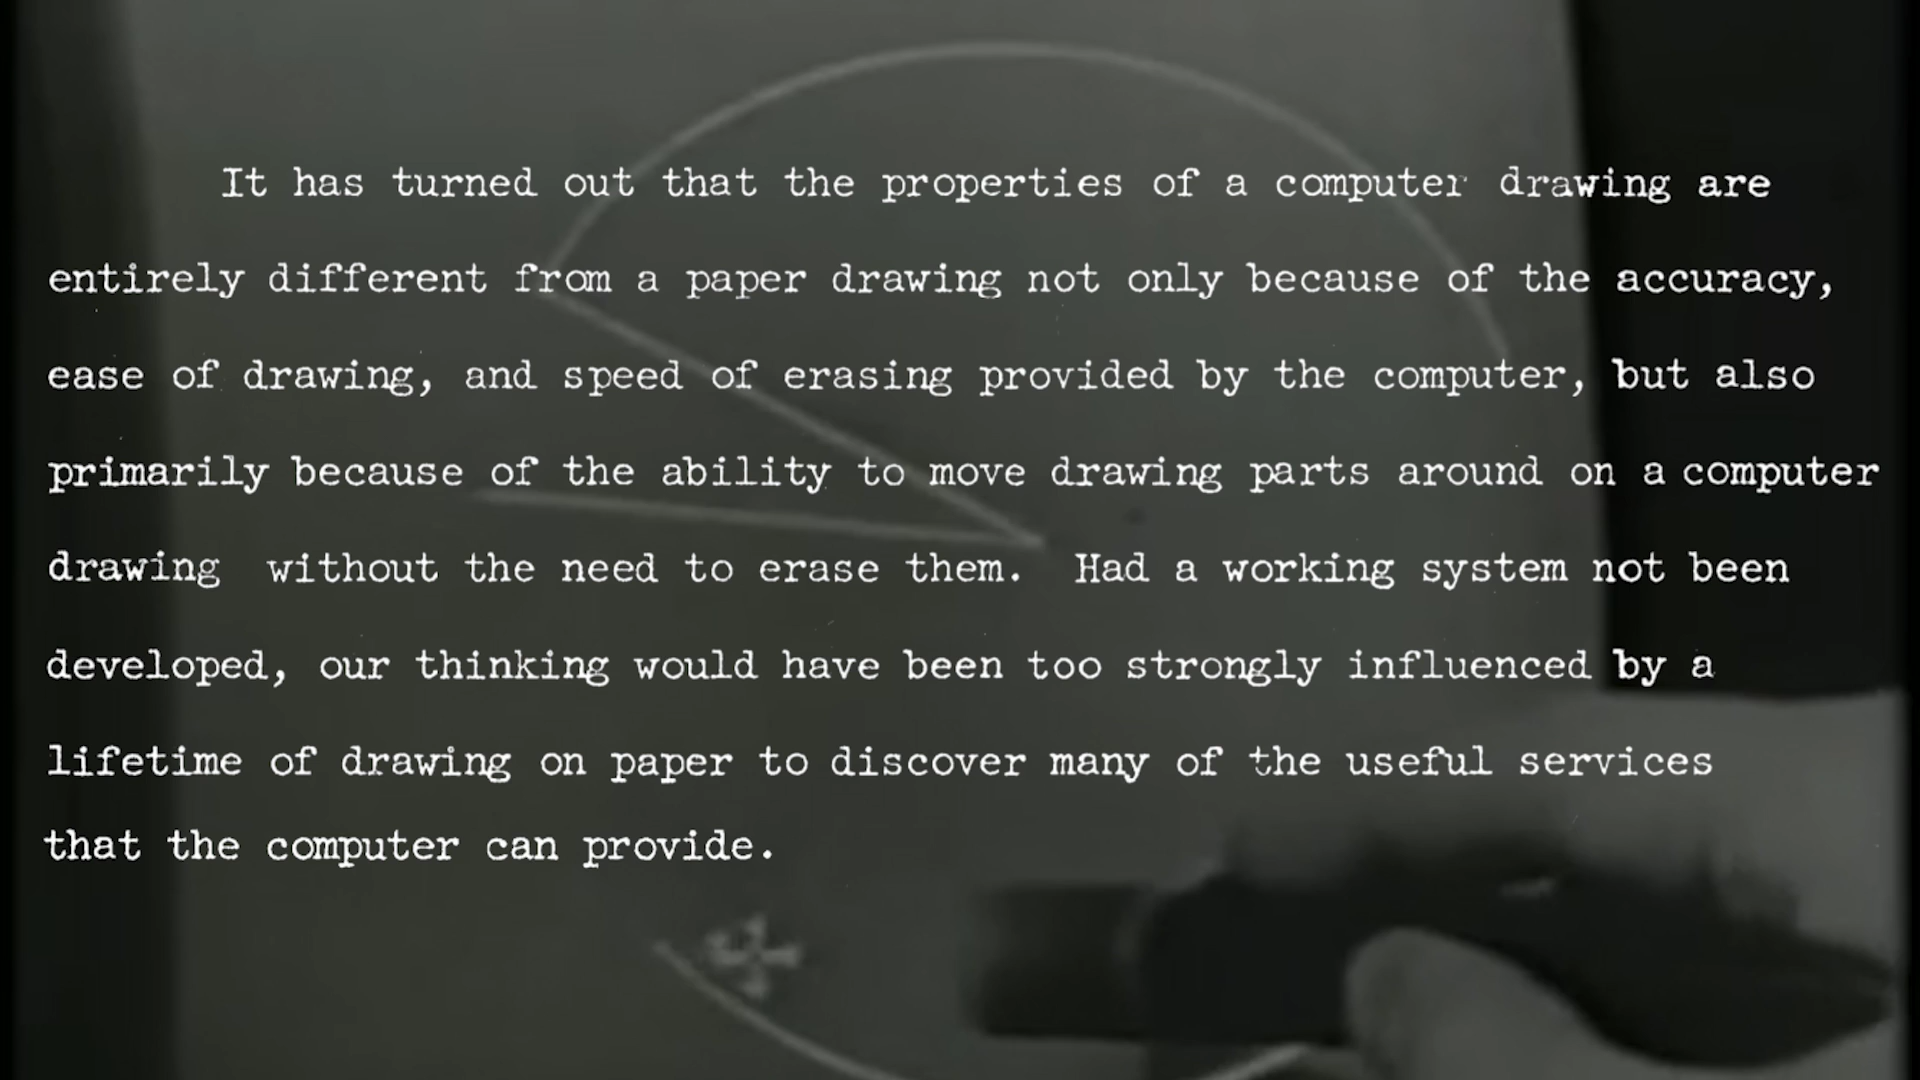 It has turned out that the properties of a computer drawing are
entirely different from a paper drawing not only because of the accuracy,
ease of drawing, and speed of erasing provided by the computer, but also
primarily because of the ability to move drawing parts around on a computer
drawing without the need to erase them. Had a working system not been
developed, our thinking would have been too strongly influenced by a
lifetime of drawing on paper to discover many of the useful services
that the computer can provide.